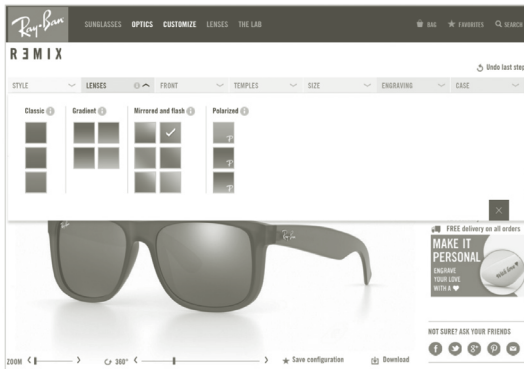 Ray-Ban
SUNGLASSES OPTICS CUSTOMIZE LENSES THE LAB
BAG FAVORITES SEARCH
REMIX
Undo last step
STYLE LENSES FRONT TEMPLES SIZE ENGRAVING CASE
Classic Gradient Mirrored and flash Polarized
P
P
P
Ray-Ban
FREE delivery on all orders
MAKE IT
PERSONAL
ENGRAVE
YOUR LOVE
WITH A ♥
NOT SURE? ASK YOUR FRIENDS
ZOOM 360° Save configuration Download